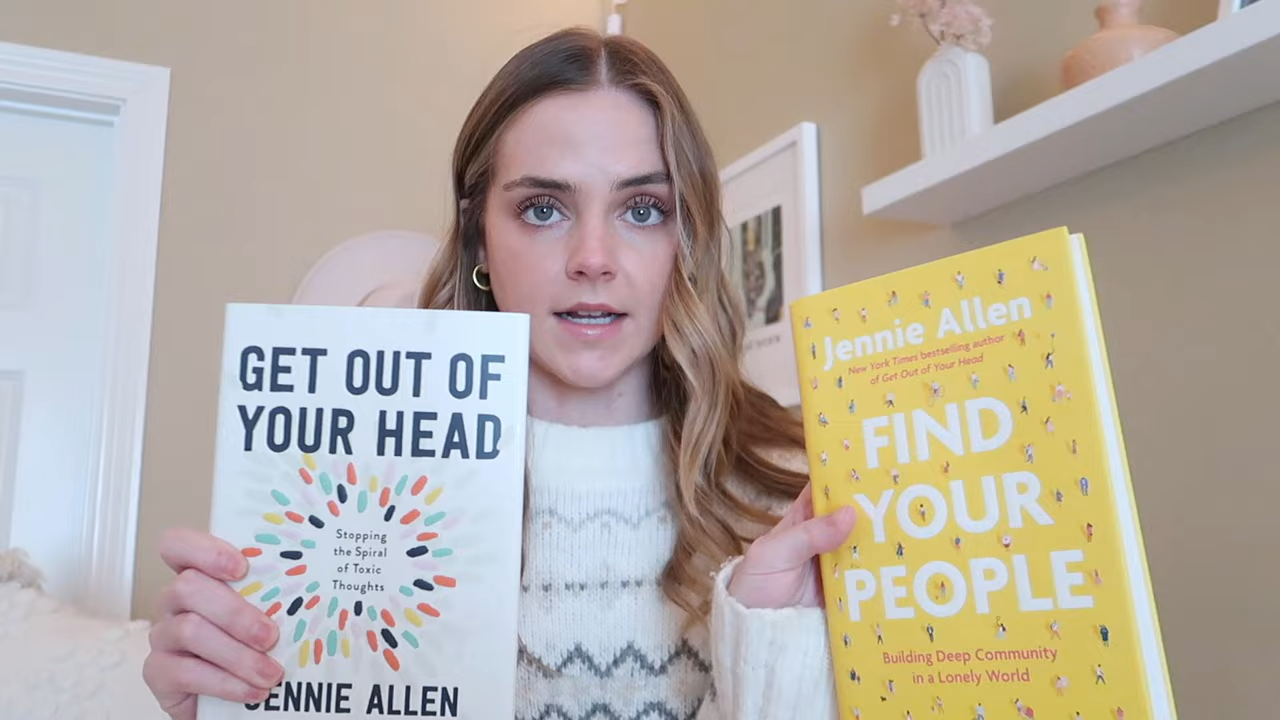 GET OUT OF
YOUR HEAD
Stopping
the Spiral
of Toxic
Thoughts
JENNIE ALLEN
Jennie Allen
New York Times bestselling author
of Get Out of Your Head
FIND
YOUR
PEOPLE
Building Deep Community
in a Lonely World